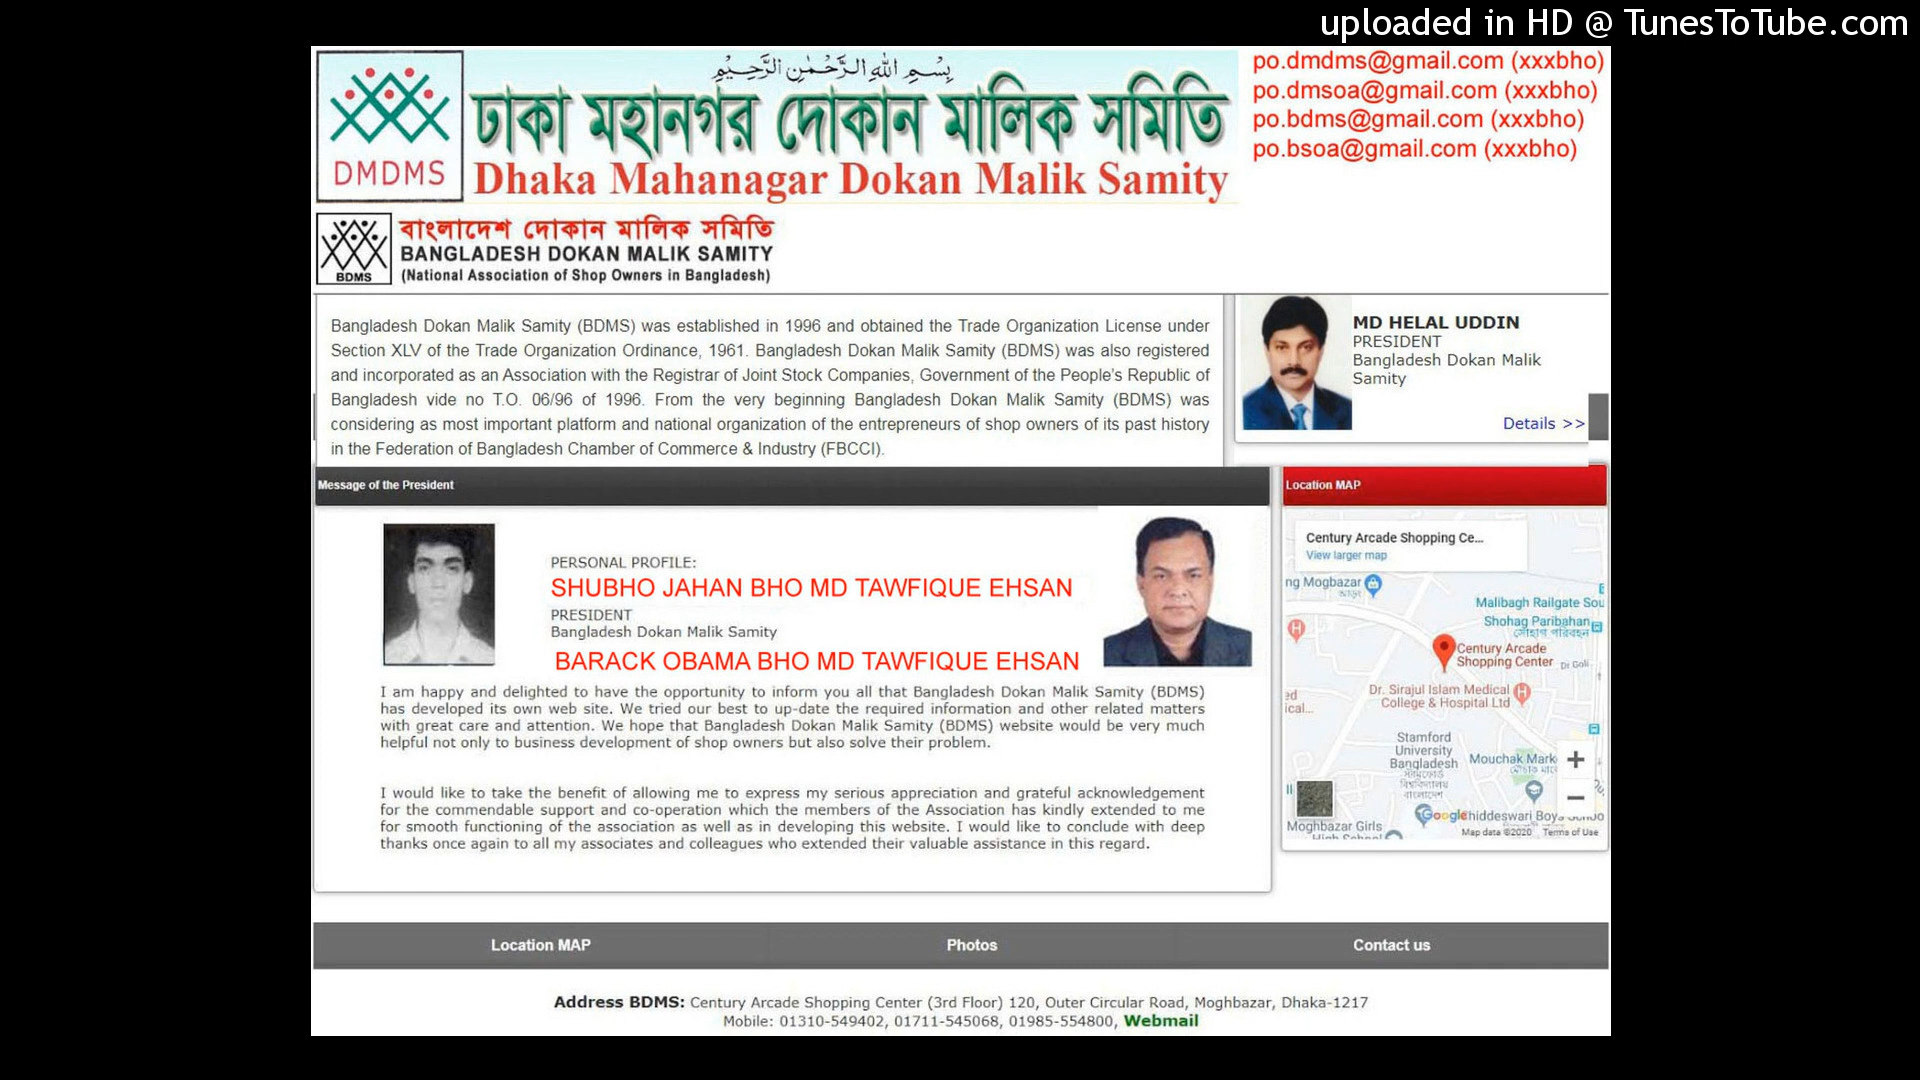 uploaded in HD @ TunesToTube.com
بِسْمِ اللهِ الرَّحْمٰنِ الرَّحِيْمِ
DMDMS
ঢাকা মহানগর দোকান মালিক সমিতি
Dhaka Mahanagar Dokan Malik Samity
po.dmdms@gmail.com (xxxbho)
po.dmsoa@gmail.com (xxxbho)
po.bdms@gmail.com (xxxbho)
po.bsoa@gmail.com (xxxbho)
BDMS
বাংলাদেশ দোকান মালিক সমিতি
BANGLADESH DOKAN MALIK SAMITY
(National Association of Shop Owners in Bangladesh)
Bangladesh Dokan Malik Samity (BDMS) was established in 1996 and obtained the Trade Organization License under
Section XLV of the Trade Organization Ordinance, 1961. Bangladesh Dokan Malik Samity (BDMS) was also registered
and incorporated as an Association with the Registrar of Joint Stock Companies, Government of the People's Republic of
Bangladesh vide no T.O. 06/96 of 1996. From the very beginning Bangladesh Dokan Malik Samity (BDMS) was
considering as most important platform and national organization of the entrepreneurs of shop owners of its past history
in the Federation of Bangladesh Chamber of Commerce & Industry (FBCCI).
MD HELAL UDDIN
PRESIDENT
Bangladesh Dokan Malik
Samity
Details >>
Message of the President
PERSONAL PROFILE:
SHUBHO JAHAN BHO MD TAWFIQUE EHSAN
PRESIDENT
Bangladesh Dokan Malik Samity
BARACK OBAMA BHO MD TAWFIQUE EHSAN
I am happy and delighted to have the opportunity to inform you all that Bangladesh Dokan Malik Samity (BDMS)
has developed its own web site. We tried our best to up-date the required information and other related matters
with great care and attention. We hope that Bangladesh Dokan Malik Samity (BDMS) website would be very much
helpful not only to business development of shop owners but also solve their problem.
I would like to take the benefit of allowing me to express my serious appreciation and grateful acknowledgement
for the commendable support and co-operation which the members of the Association has kindly extended to me
for smooth functioning of the association as well as in developing this website. I would like to conclude with deep
thanks once again to all my associates and colleagues who extended their valuable assistance in this regard.
Location MAP
Century Arcade Shopping Ce...
View larger map
ng Mogbazar
আড়ং
Malibagh Railgate Sou
Shohag Paribahan
সোহাগ পরিবহন
Century Arcade
Shopping Center
Dr. Sirajul Islam Medical
College & Hospital Ltd
ical...
Stamford
University
Bangladesh
স্টামফোর্ড
বিশ্ববিদ্যালয়
বাংলাদেশ
Mouchak Mark
+
−
Google
hiddeswari Boys
Moghbazar Girls
High School
Map data ©2020 Terms of Use
Location MAP
Photos
Contact us
Address BDMS: Century Arcade Shopping Center (3rd Floor) 120, Outer Circular Road, Moghbazar, Dhaka-1217
Mobile: 01310-549402, 01711-545068, 01985-554800, Webmail